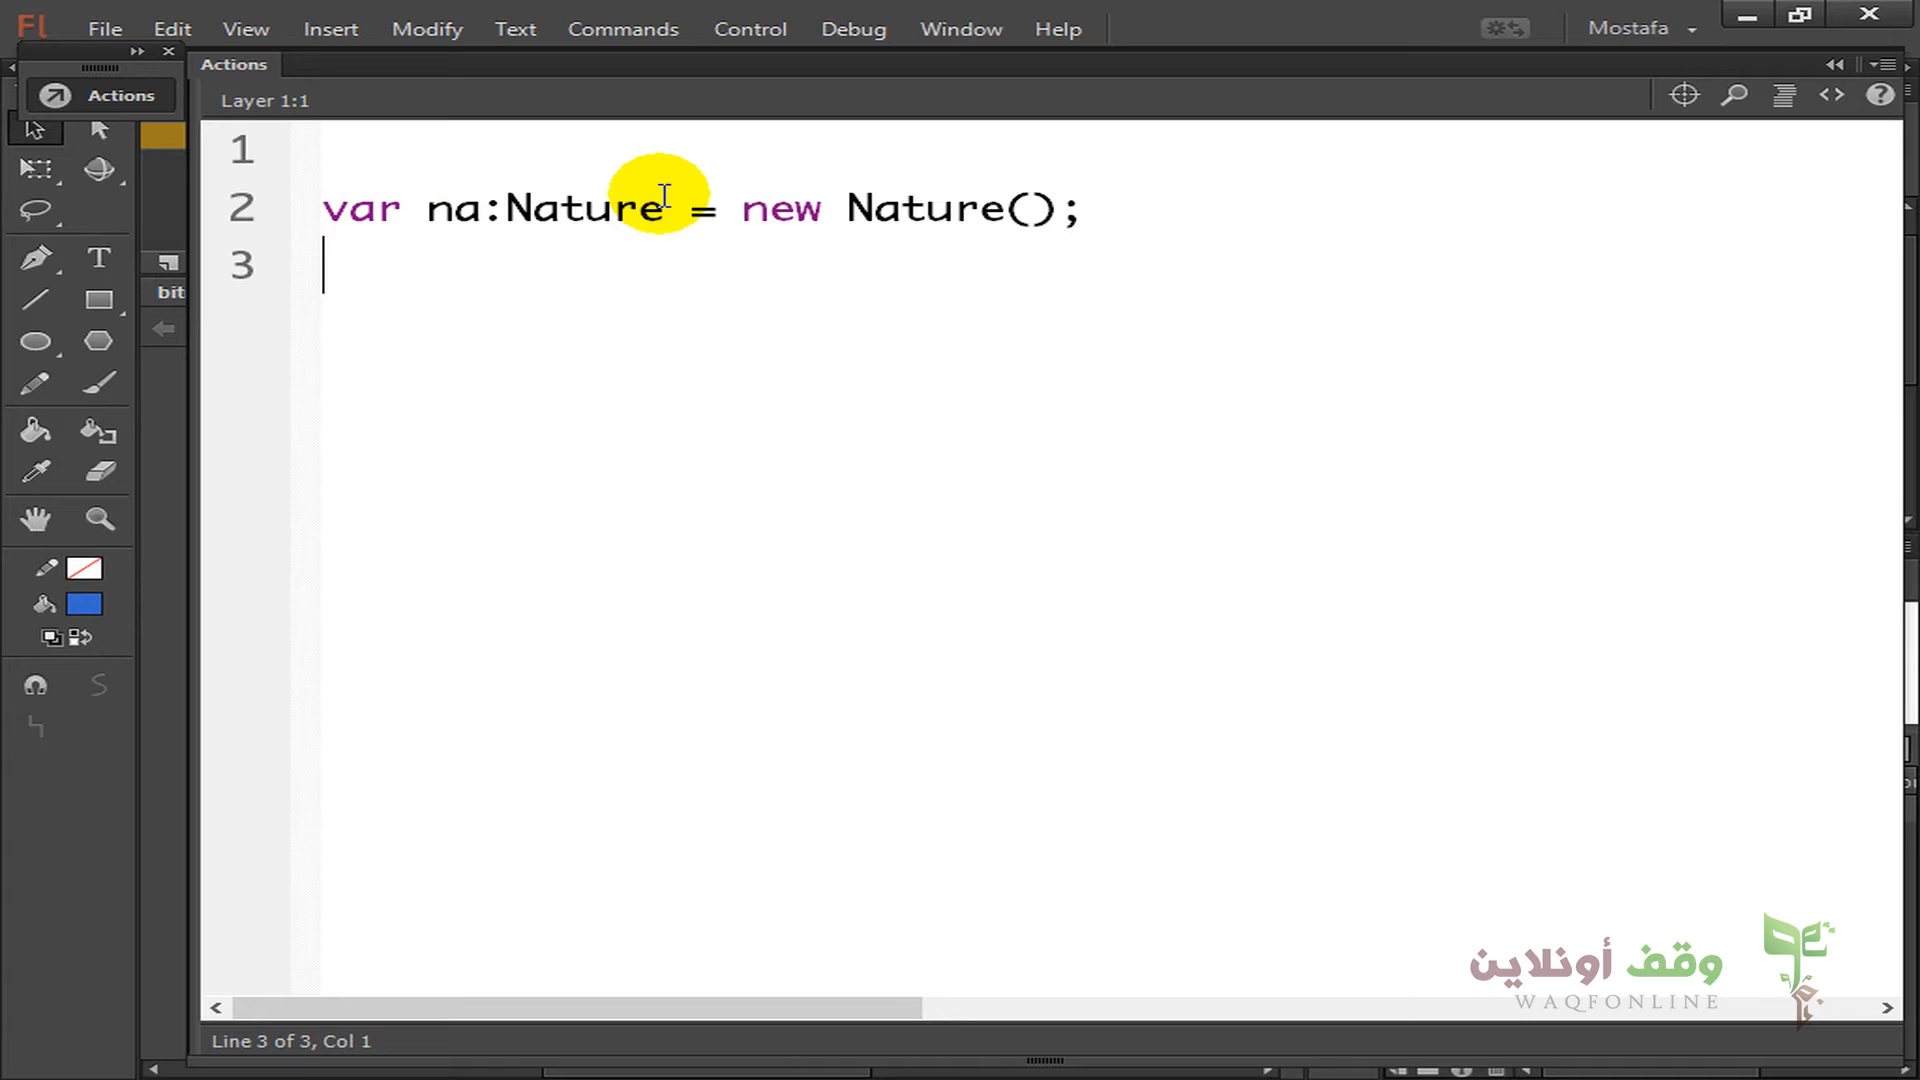 Fl File Edit View Insert Modify Text Commands Control Debug Window Help Mostafa
Actions
Actions
Layer 1:1
1
2 var na:Nature = new Nature();
3
bit
وقف أونلاين
WAQFONLINE
Line 3 of 3, Col 1